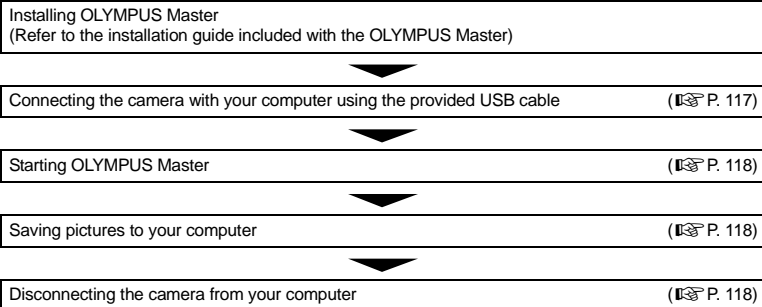 Installing OLYMPUS Master
(Refer to the installation guide included with the OLYMPUS Master)
Connecting the camera with your computer using the provided USB cable (☞ P. 117)
Starting OLYMPUS Master (☞ P. 118)
Saving pictures to your computer (☞ P. 118)
Disconnecting the camera from your computer (☞ P. 118)